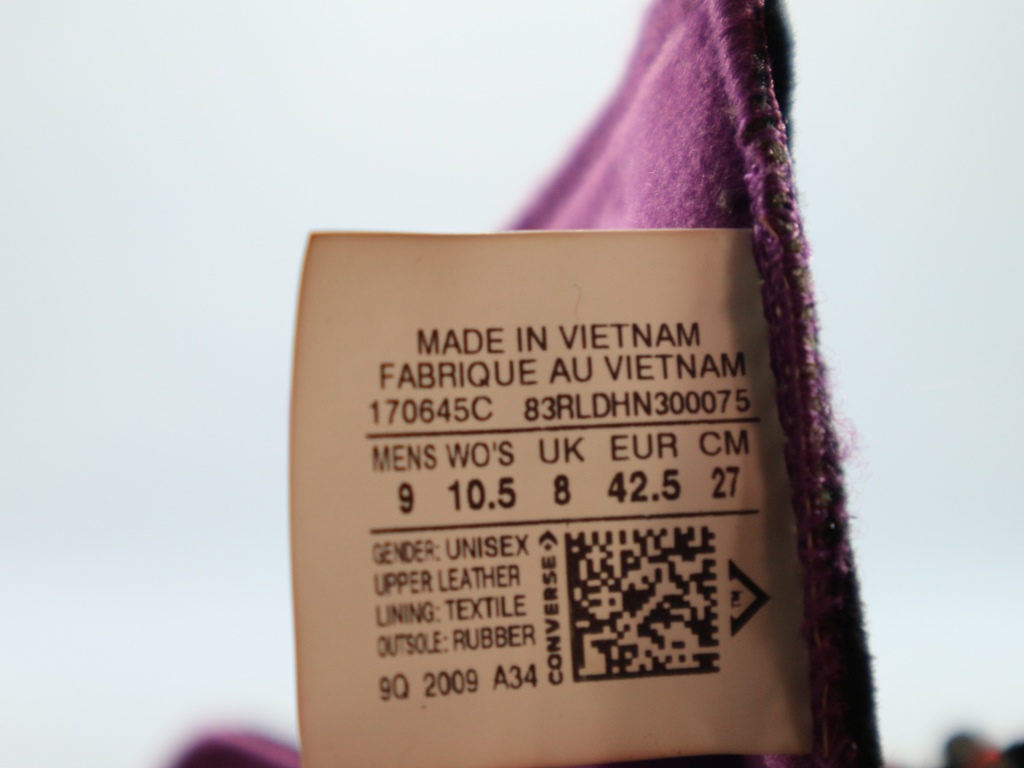 MADE IN VIETNAM
FABRIQUE AU VIETNAM
170645C 83RLDHN300075
MENS WO'S UK EUR CM
9 10.5 8 42.5 27
GENDER: UNISEX
UPPER LEATHER
LINING: TEXTILE
OUTSOLE: RUBBER
9Q 2009 A34
CONVERSE
TM